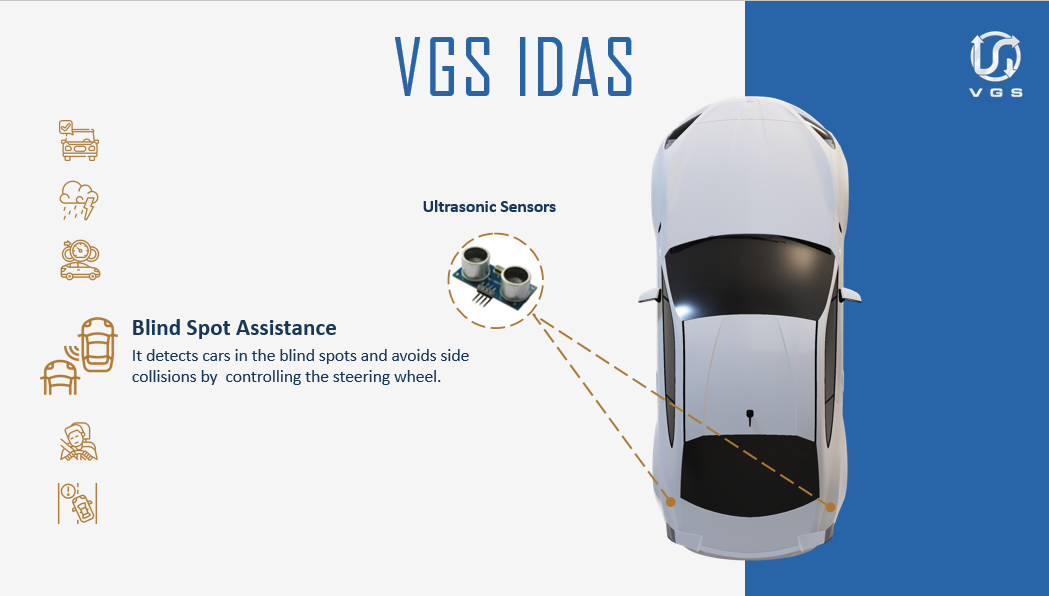 VGS IDAS
VGS
Ultrasonic Sensors
Blind Spot Assistance
It detects cars in the blind spots and avoids side
collisions by  controlling the steering wheel.